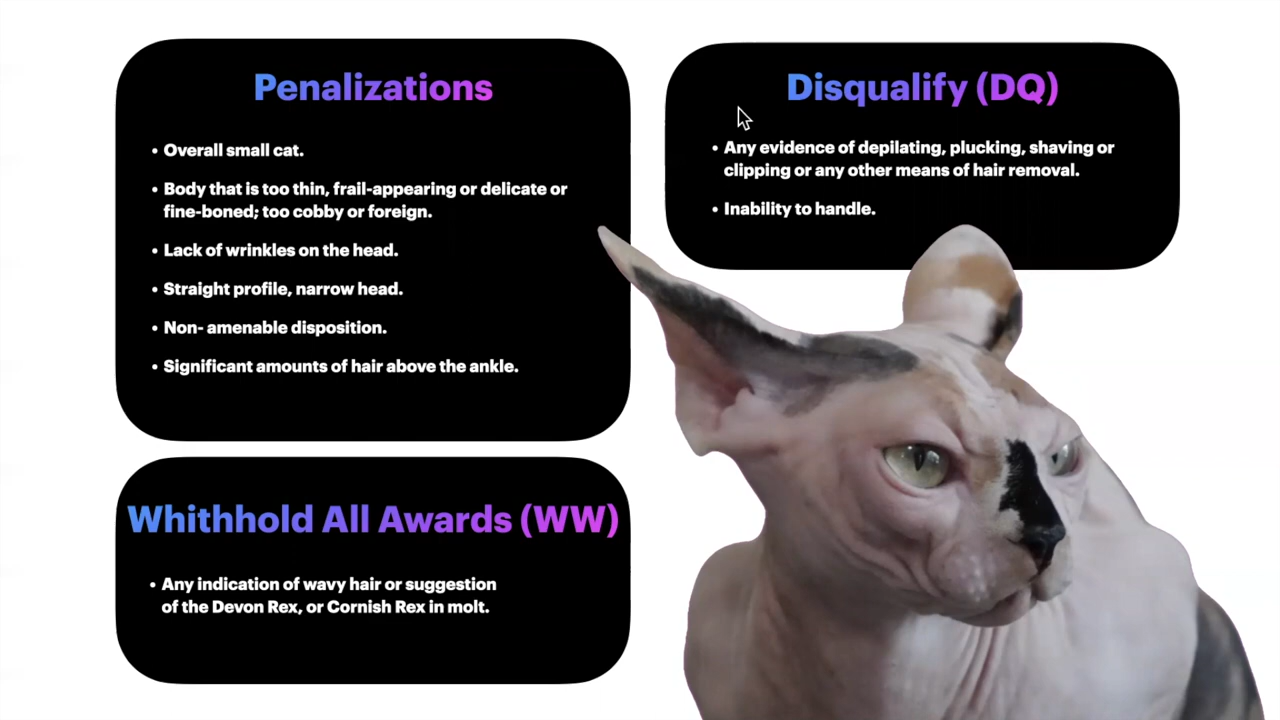 Penalizations
• Overall small cat.
• Body that is too thin, frail-appearing or delicate or
fine-boned; too cobby or foreign.
• Lack of wrinkles on the head.
• Straight profile, narrow head.
• Non- amenable disposition.
• Significant amounts of hair above the ankle.
Whithhold All Awards (WW)
• Any indication of wavy hair or suggestion
of the Devon Rex, or Cornish Rex in molt.
Disqualify (DQ)
• Any evidence of depilating, plucking, shaving or
clipping or any other means of hair removal.
• Inability to handle.